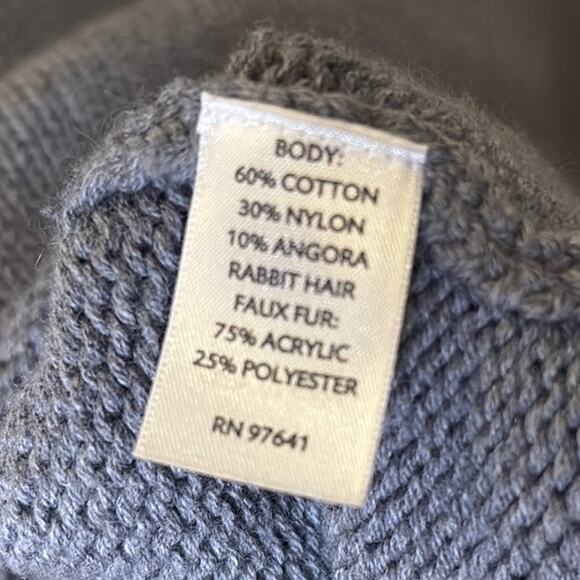 BODY:
60% COTTON
30% NYLON
10% ANGORA
RABBIT HAIR
FAUX FUR:
75% ACRYLIC
25% POLYESTER
RN 97641